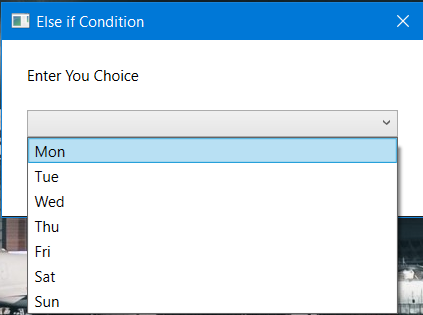 Else if Condition
Enter You Choice
Mon
Tue
Wed
Thu
Fri
Sat
Sun